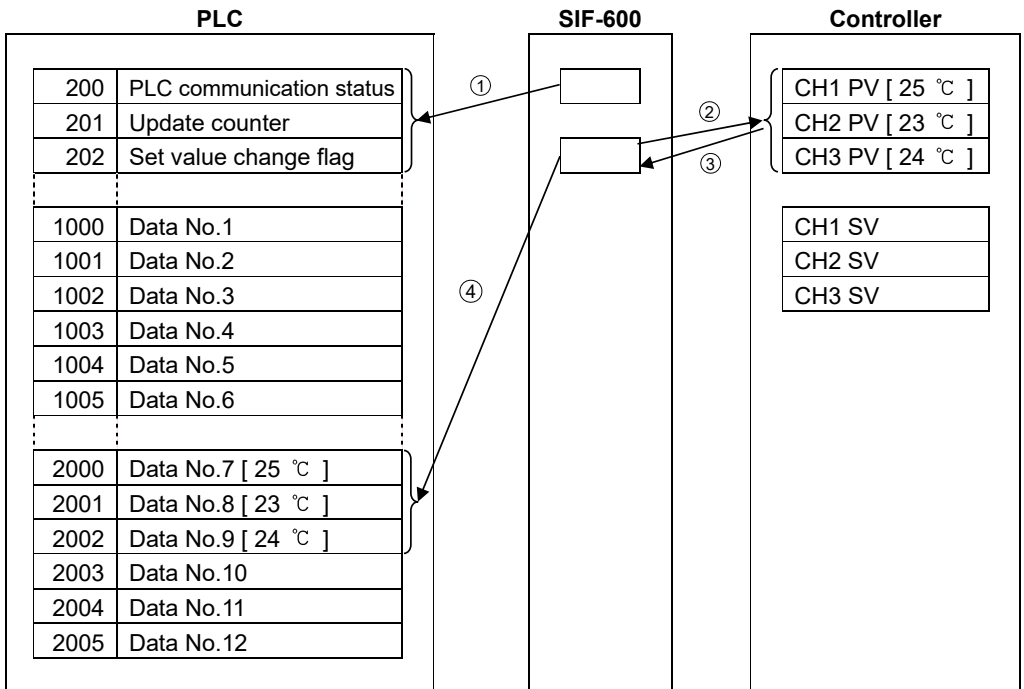 PLC
SIF-600
Controller
200 PLC communication status
201 Update counter
202 Set value change flag
①
②
③
CH1 PV [ 25 ℃ ]
CH2 PV [ 23 ℃ ]
CH3 PV [ 24 ℃ ]
1000 Data No.1
1001 Data No.2
1002 Data No.3
1003 Data No.4
1004 Data No.5
1005 Data No.6
④
CH1 SV
CH2 SV
CH3 SV
2000 Data No.7 [ 25 ℃ ]
2001 Data No.8 [ 23 ℃ ]
2002 Data No.9 [ 24 ℃ ]
2003 Data No.10
2004 Data No.11
2005 Data No.12